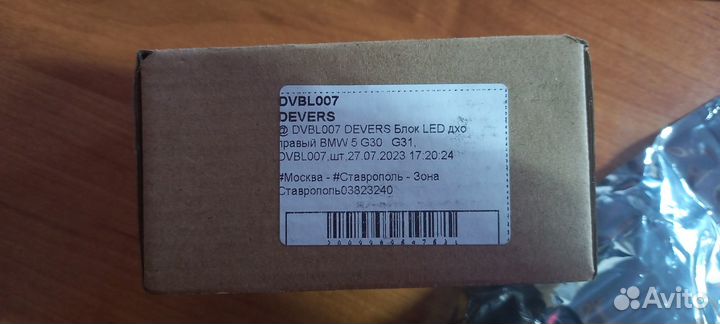 DVBL007
DEVERS
@ DVBL007 DEVERS Блок LED дхо
правый BMW 5 G30 G31,
DVBL007,шт,27.07.2023 17:20:24
#Москва - #Ставрополь - Зона
Ставрополь03823240
Avito